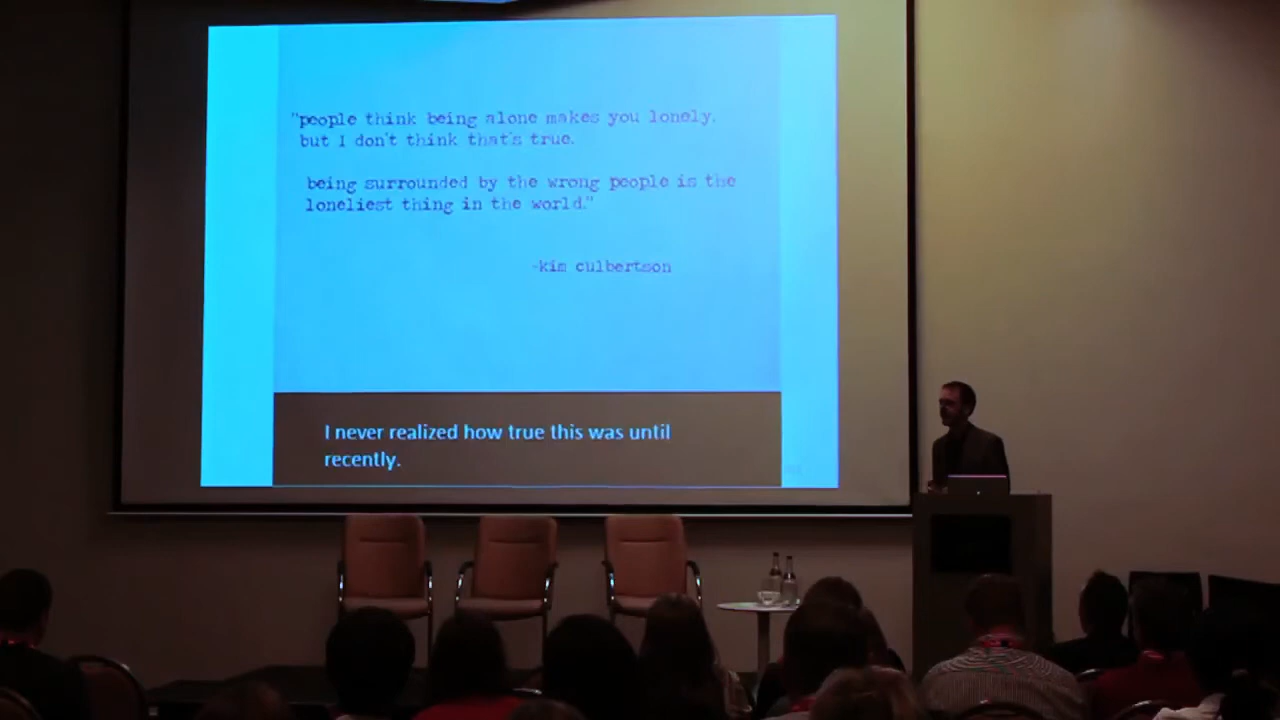 "people think being alone makes you lonely,
but I don't think that's true.
being surrounded by the wrong people is the
loneliest thing in the world."
-kim culbertson
I never realized how true this was until
recently.